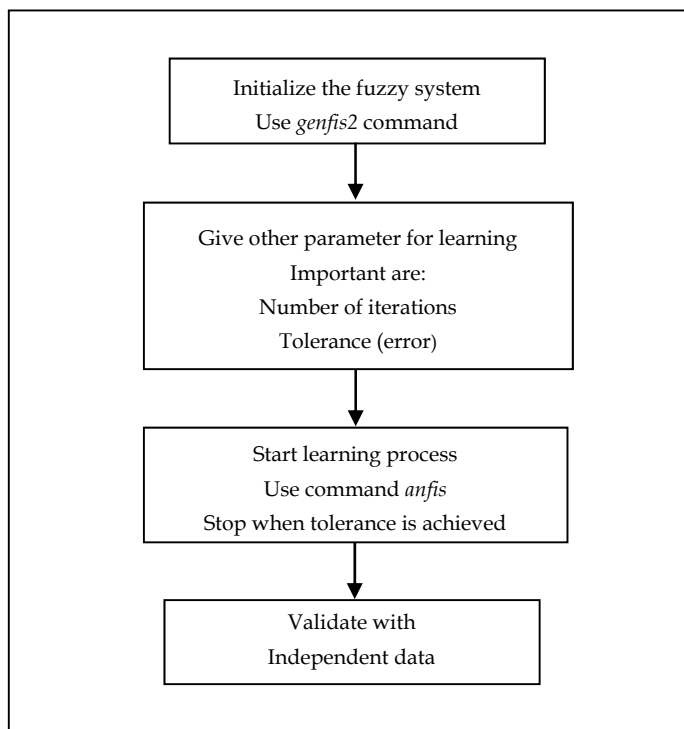 Initialize the fuzzy system
Use genfis2 command
Give other parameter for learning
Important are:
Number of iterations
Tolerance (error)
Start learning process
Use command anfis
Stop when tolerance is achieved
Validate with
Independent data